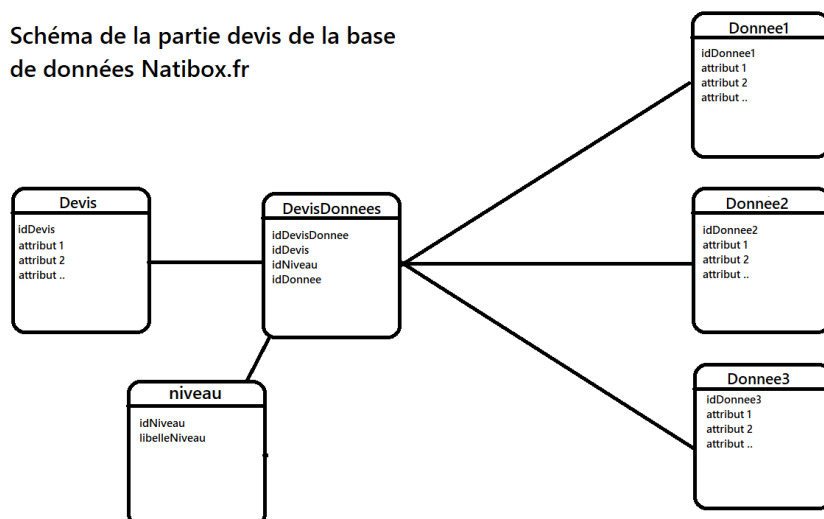 Schéma de la partie devis de la base
de données Natibox.fr
Devis
idDevis
attribut 1
attribut 2
attribut ..
DevisDonnees
idDevisDonnee
idDevis
idNiveau
idDonnee
niveau
idNiveau
libelleNiveau
Donnee1
idDonnee1
attribut 1
attribut 2
attribut ..
Donnee2
idDonnee2
attribut 1
attribut 2
attribut ..
Donnee3
idDonnee3
attribut 1
attribut 2
attribut ..